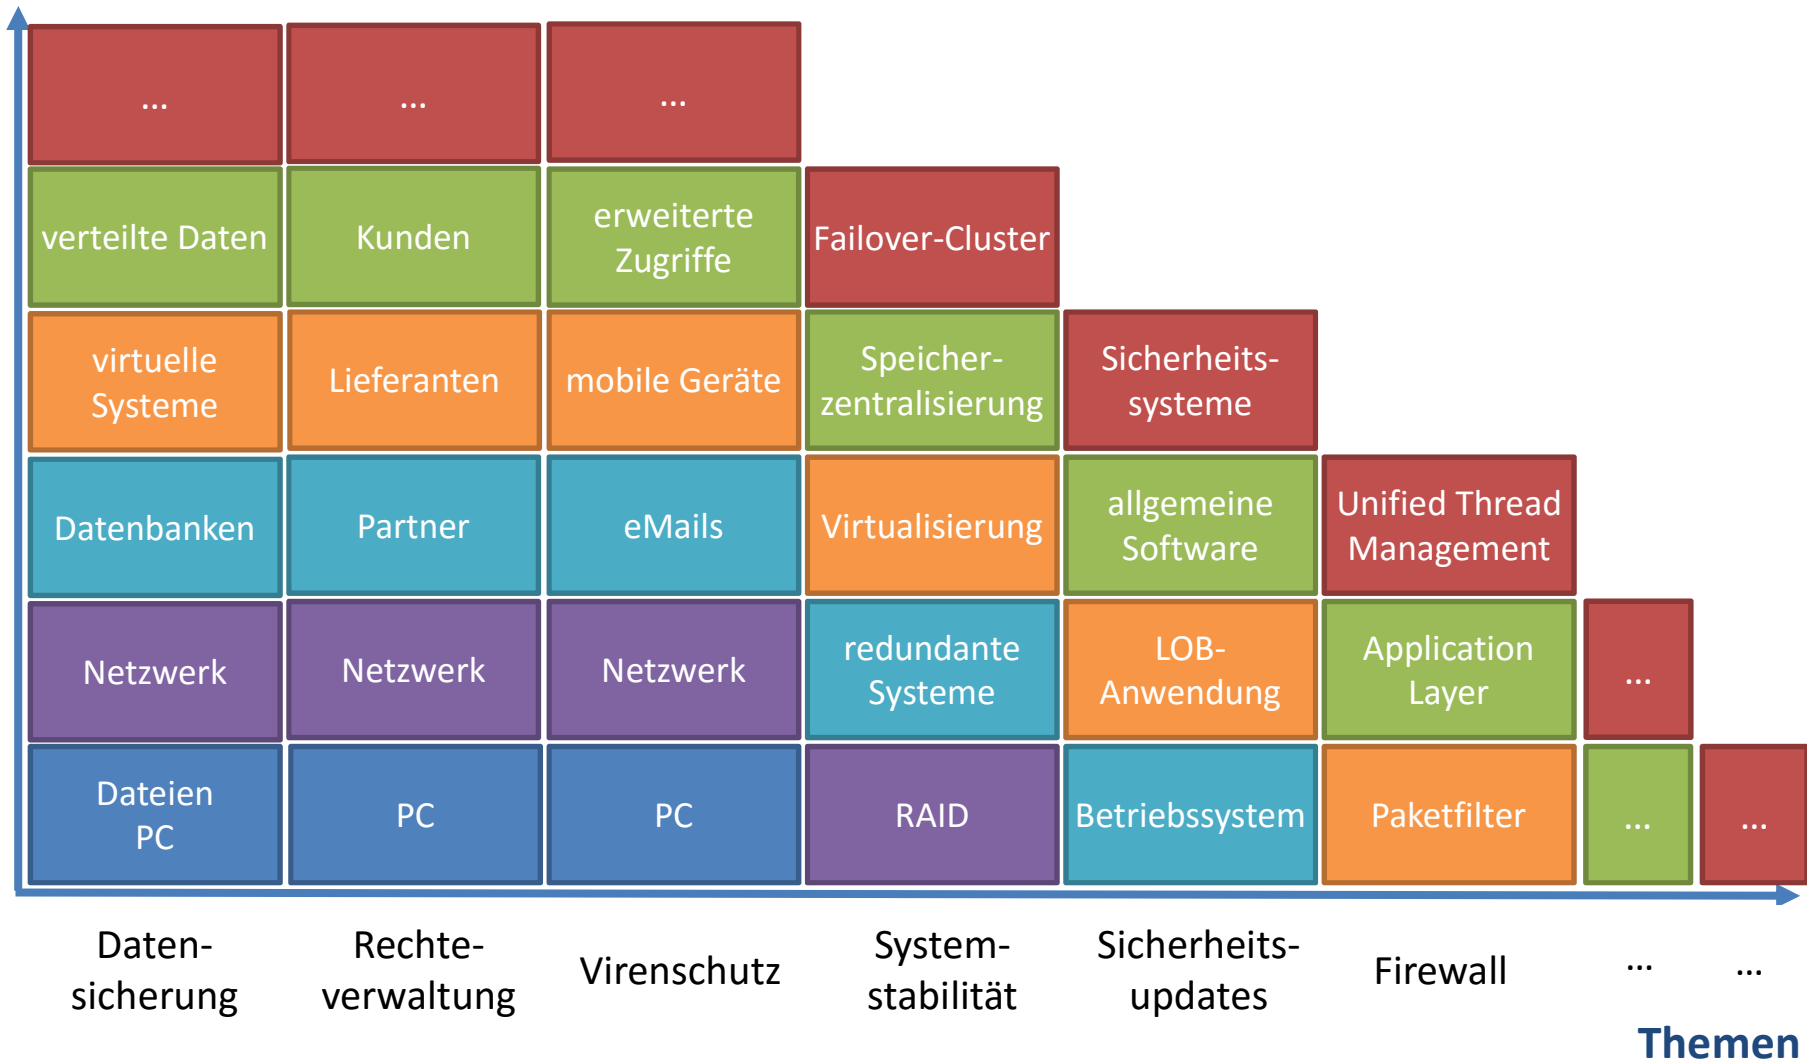 ...
...
...
verteilte Daten
Kunden
erweiterte
Zugriffe
Failover-Cluster
virtuelle
Systeme
Lieferanten
mobile Geräte
Speicher-
zentralisierung
Sicherheits-
systeme
Datenbanken
Partner
eMails
Virtualisierung
allgemeine
Software
Unified Thread
Management
Netzwerk
Netzwerk
Netzwerk
redundante
Systeme
LOB-
Anwendung
Application
Layer
...
Dateien
PC
PC
PC
RAID
Betriebssystem
Paketfilter
...
...
Daten-
sicherung
Rechte-
verwaltung
Virenschutz
System-
stabilität
Sicherheits-
updates
Firewall
...
...
Themen